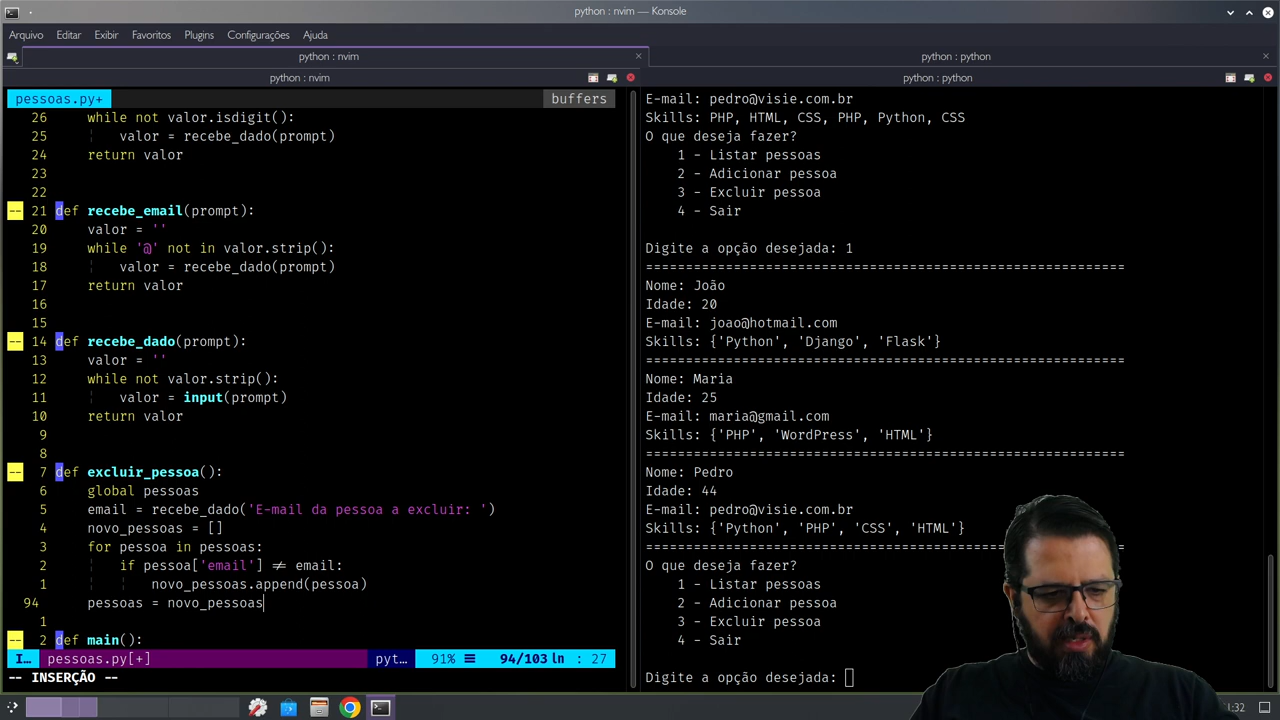 python : nvim — Konsole
Arquivo Editar Exibir Favoritos Plugins Configurações Ajuda
python : nvim
python : python
python : nvim
python : python
pessoas.py+ buffers
26 while not valor.isdigit():
25 valor = recebe_dado(prompt)
24 return valor
23
22
-- 21 def recebe_email(prompt):
20 valor = ''
19 while '@' not in valor.strip():
18 valor = recebe_dado(prompt)
17 return valor
16
15
-- 14 def recebe_dado(prompt):
13 valor = ''
12 while not valor.strip():
11 valor = input(prompt)
10 return valor
9
8
-- 7 def excluir_pessoa():
6 global pessoas
5 email = recebe_dado('E-mail da pessoa a excluir: ')
4 novo_pessoas = []
3 for pessoa in pessoas:
2 if pessoa['email'] ≠ email:
1 novo_pessoas.append(pessoa)
94 pessoas = novo_pessoas
1
-- 2 def main():
I… pessoas.py[+] pyt… 91% ☰ 94/103 ln : 27
-- INSERÇÃO --
E-mail: pedro@visie.com.br
Skills: PHP, HTML, CSS, PHP, Python, CSS
O que deseja fazer?
1 - Listar pessoas
2 - Adicionar pessoa
3 - Excluir pessoa
4 - Sair
Digite a opção desejada: 1
============================================================
Nome: João
Idade: 20
E-mail: joao@hotmail.com
Skills: {'Python', 'Django', 'Flask'}
============================================================
Nome: Maria
Idade: 25
E-mail: maria@gmail.com
Skills: {'PHP', 'WordPress', 'HTML'}
============================================================
Nome: Pedro
Idade: 44
E-mail: pedro@visie.com.br
Skills: {'Python', 'PHP', 'CSS', 'HTML'}
============================================================
O que deseja fazer?
1 - Listar pessoas
2 - Adicionar pessoa
3 - Excluir pessoa
4 - Sair
Digite a opção desejada: